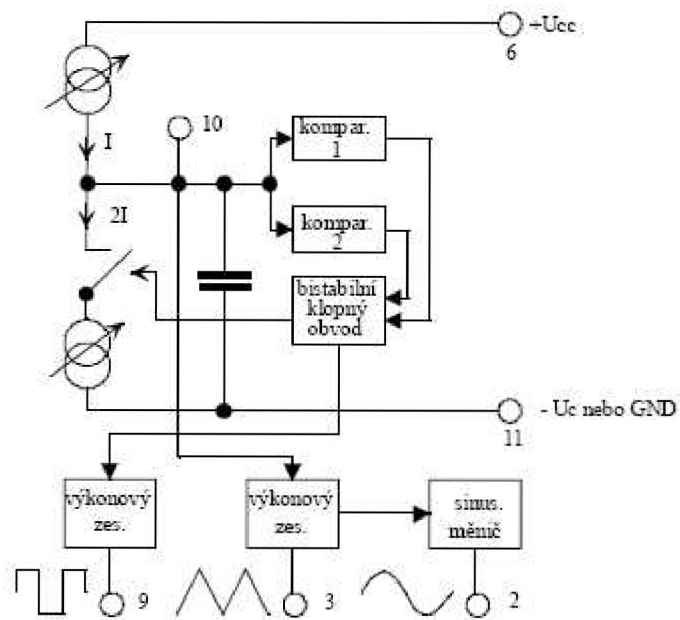 +Ucc
6
10
I
kompar.
1
2I
kompar.
2
bistabilní
klopný
obvod
- Uc nebo GND
11
výkonový
zes.
výkonový
zes.
sinus.
měnič
9
3
2